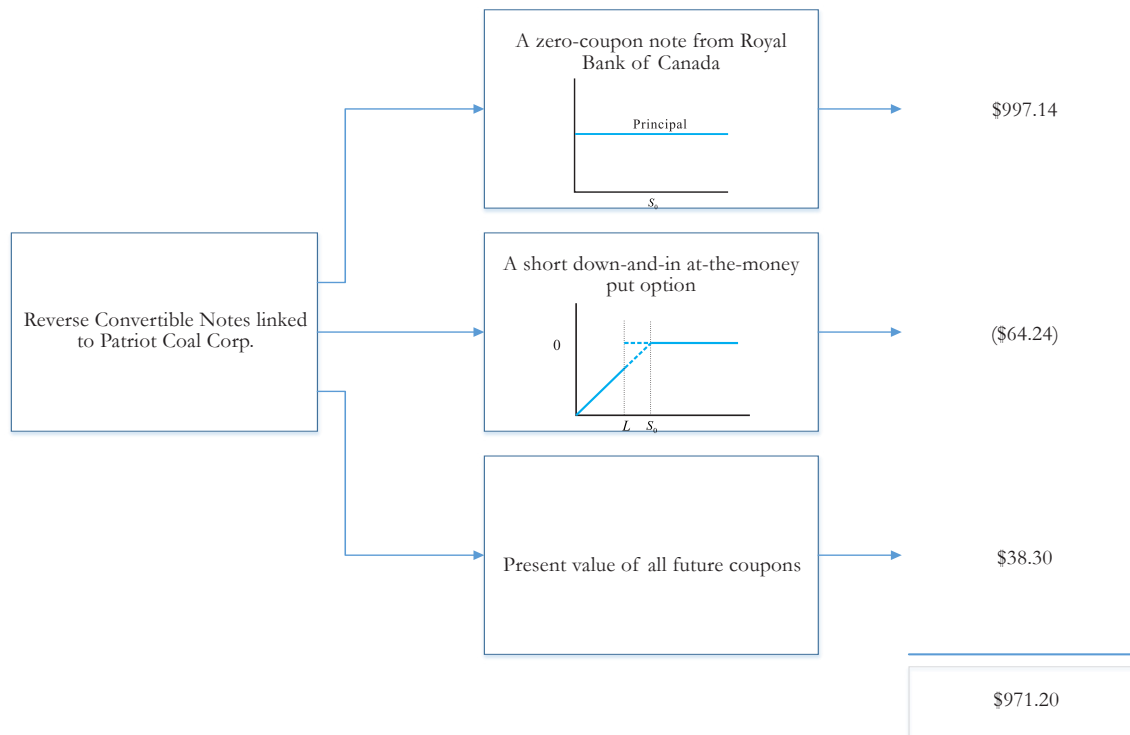 A zero-coupon note from Royal
Bank of Canada
Principal
S₀
$997.14
Reverse Convertible Notes linked
to Patriot Coal Corp.
A short down-and-in at-the-money
put option
0
L S₀
($64.24)
Present value of all future coupons
$38.30
$971.20